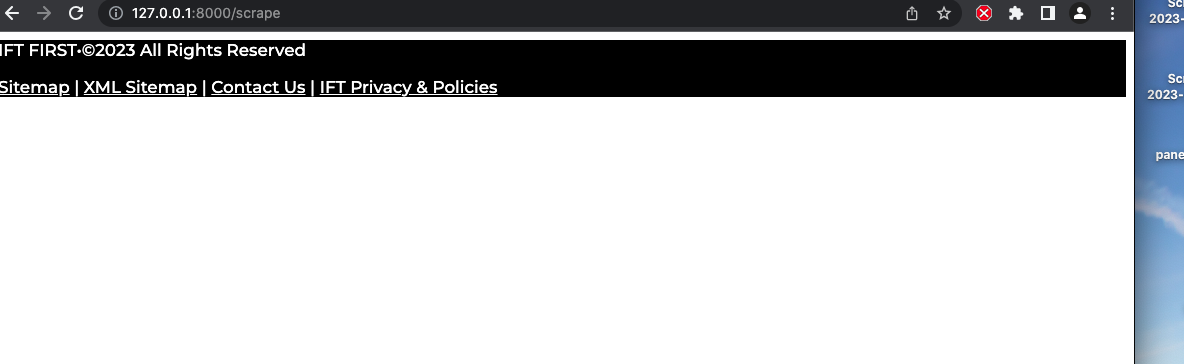 127.0.0.1:8000/scrape
IFT FIRST•©2023 All Rights Reserved
Sitemap | XML Sitemap | Contact Us | IFT Privacy & Policies
Sc
2023-
Scr
2023-
pane